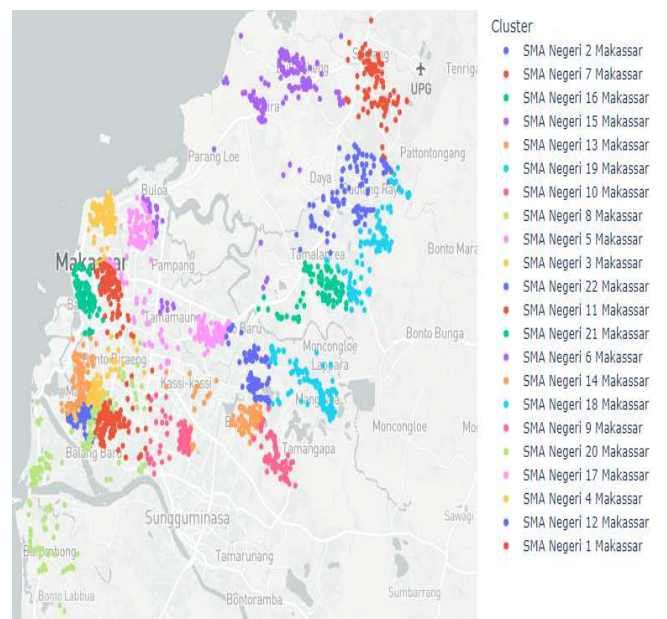 Cluster
SMA Negeri 2 Makassar
SMA Negeri 7 Makassar
SMA Negeri 16 Makassar
SMA Negeri 15 Makassar
SMA Negeri 13 Makassar
SMA Negeri 19 Makassar
SMA Negeri 10 Makassar
SMA Negeri 8 Makassar
SMA Negeri 5 Makassar
SMA Negeri 3 Makassar
SMA Negeri 22 Makassar
SMA Negeri 11 Makassar
SMA Negeri 21 Makassar
SMA Negeri 6 Makassar
SMA Negeri 14 Makassar
SMA Negeri 18 Makassar
SMA Negeri 9 Makassar
SMA Negeri 20 Makassar
SMA Negeri 17 Makassar
SMA Negeri 4 Makassar
SMA Negeri 12 Makassar
SMA Negeri 1 Makassar
UPG
Tenriga
Parang Loe
Pattontongang
Daya
Buloa
Bonto Mara
Tamalanrea
Makassar
Pampang
Tamamaung
Bonto Bunga
Moncongloe
Lappara
Kassi-kassi
Moncongloe
Balang Baru
Tamangapa
Sungguminasa
Sawagi
Tamarunang
Bonto Labbua
Bontoramba
Sumbarrang